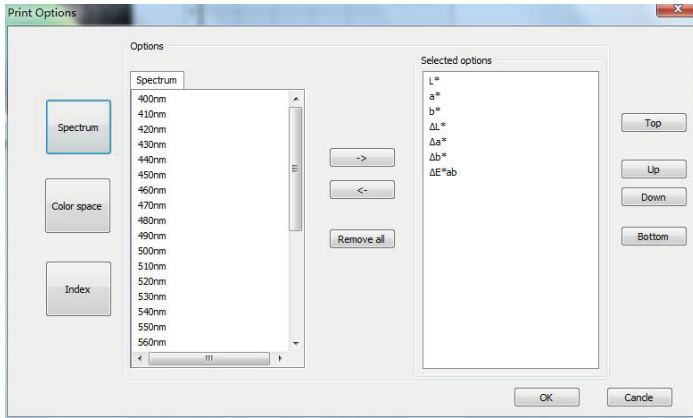 Print Options
Options
Spectrum
400nm
410nm
420nm
430nm
440nm
450nm
460nm
470nm
480nm
490nm
500nm
510nm
520nm
530nm
540nm
550nm
560nm
Spectrum
Color space
Index
->
<-
Remove all
Selected options
L*
a*
b*
ΔL*
Δa*
Δb*
ΔE*ab
Top
Up
Down
Bottom
OK
Cancle